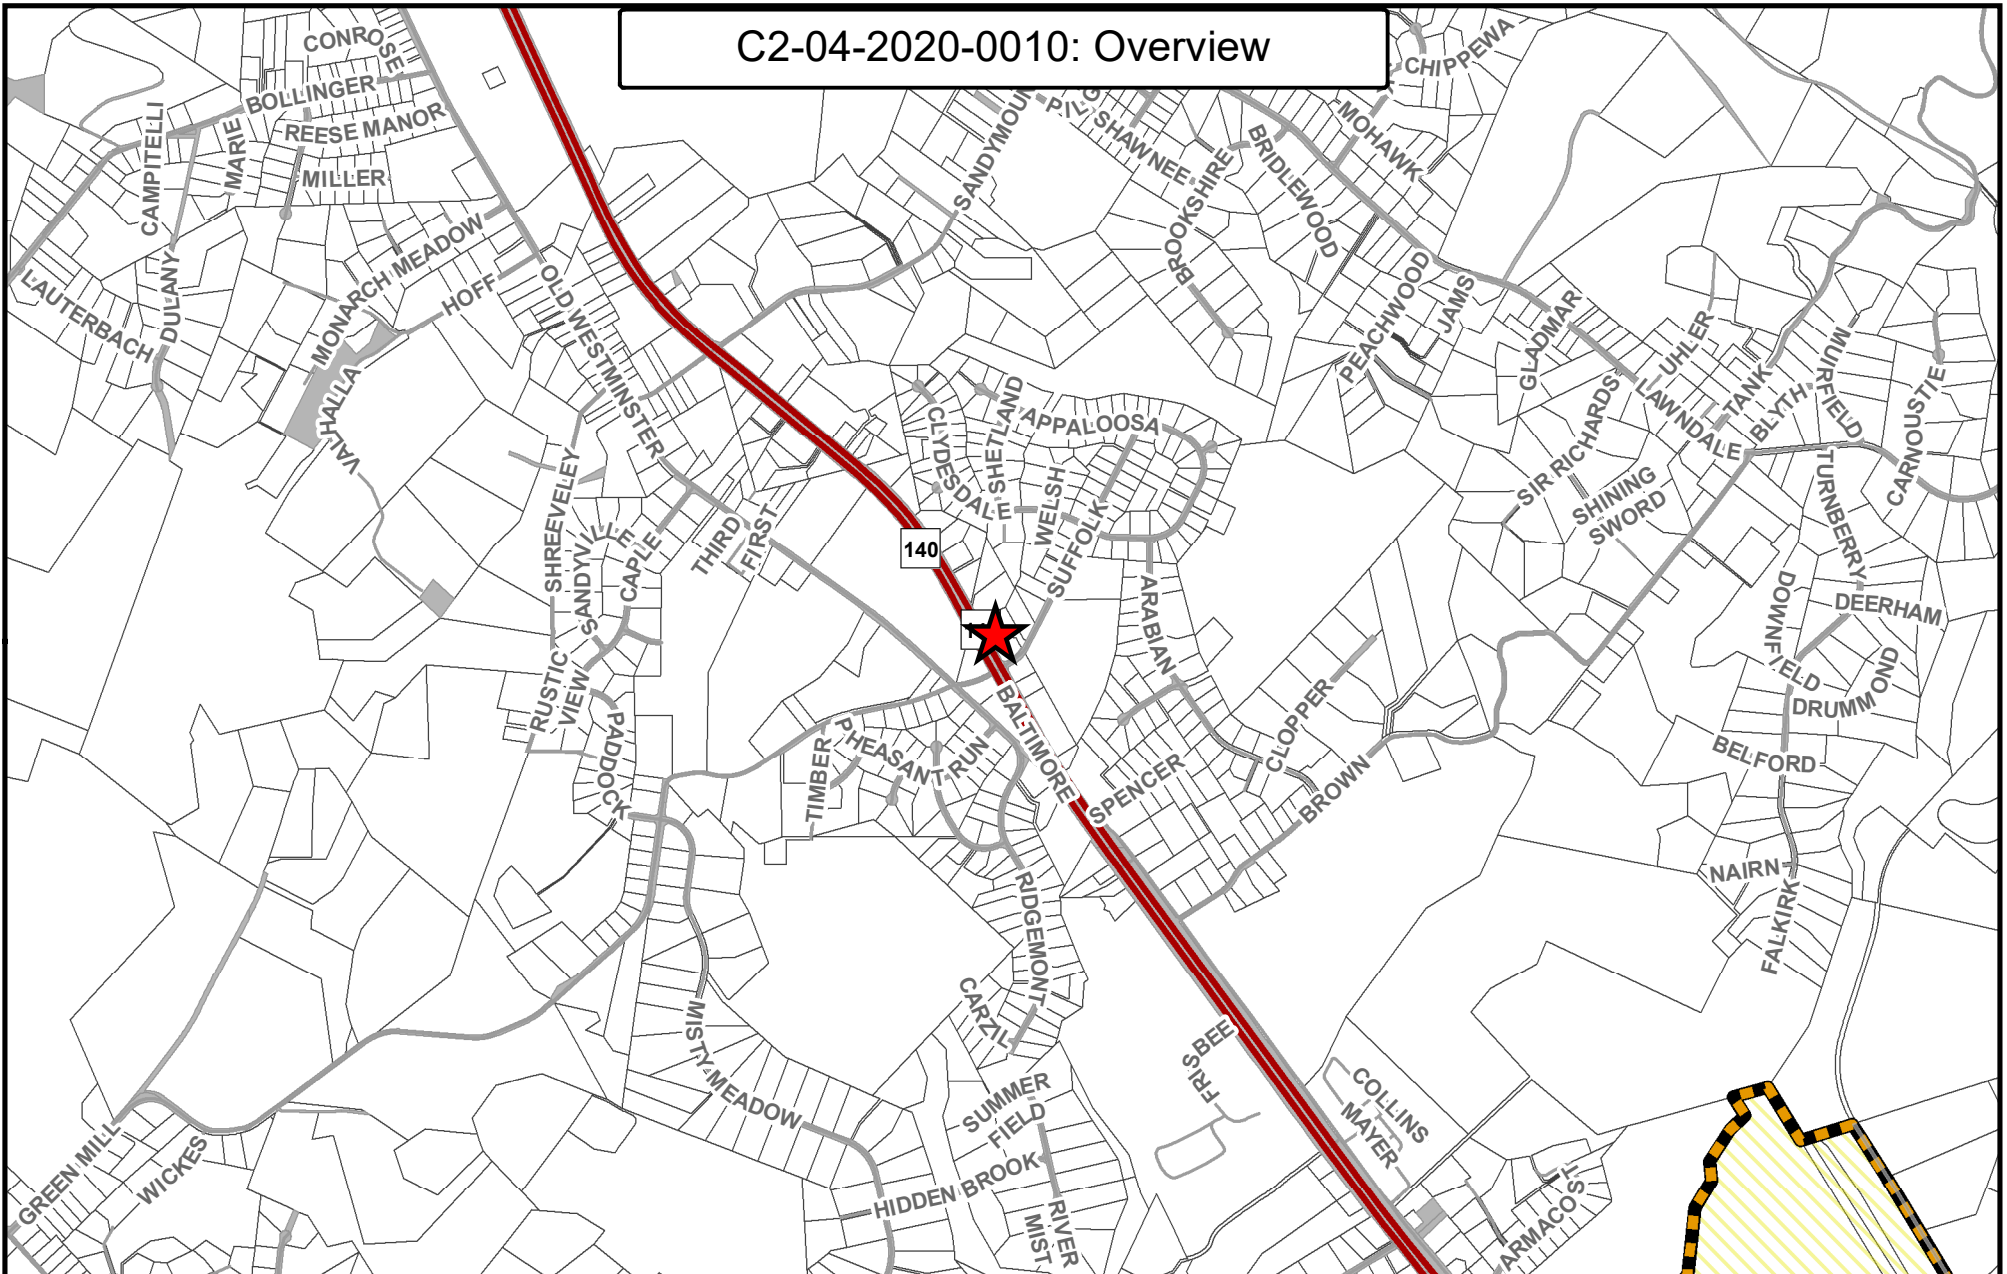 C2-04-2020-0010: Overview
CONROSE
CHIPPEWA
BOLLINGER
CAMPITELLI
MARIE
REESE MANOR
MILLER
SANDYMOUN
PIL
G
SHAWNEE
MOHAWK
BRIDLEWOOD
BROOKSHIRE
MONARCH MEADOW
HOFF
LAUTERBACH
DULANY
OLD WESTMINSTER
VALHALLA
PEACHWOOD
JAMS
GLADMAR
UHLER
TANK
MUIRFIELD
BLYTH
CARNOUSTIE
LAWNDALE
SIR RICHARDS
SHINING
SWORD
TURNBERRY
CLYDESDALE
SHETLAND
APPALOOSA
WELSH
SUFFOLK
SHREEVELEY
SANDYVILLE
CAPLE
THIRD
FIRST
140
ARABIAN
DOWNFIELD
DEERHAM
DRUMMOND
RUSTIC
VIEW
PADDOCK
BALTIMORE
TIMBER
PHEASANT RUN
SPENCER
CLOPPER
BROWN
BELFORD
NAIRN
FALKIRK
RIDGEMONT
CARZIL
MISTY MEADOW
FRISBEE
SUMMER
FIELD
COLLINS
MAYER
GREEN MILL
WICKES
HIDDEN BROOK
RIVER
MIST
ARMACOST